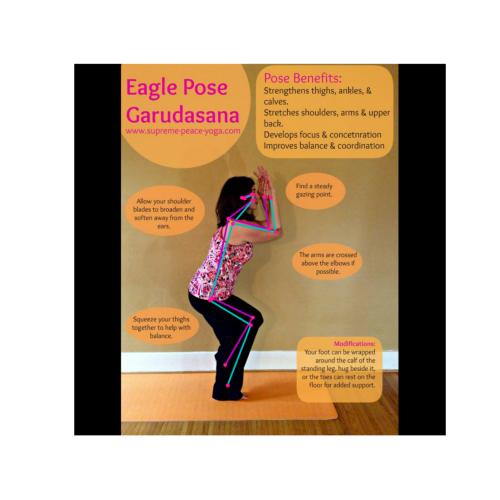 Eagle Pose
Garudasana
www.supreme-peace-yoga.com
Pose Benefits:
Strengthens thighs, ankles, &
calves.
Stretches shoulders, arms & upper
back.
Develops focus & concetnration
Improves balance & coordination
Find a steady
gazing point.
Allow your shoulder
blades to broaden and
soften away from the
ears.
The arms are crossed
above the elbows if
possible.
Squeeze your thighs
together to help with
balance.
Modifications:
Your foot can be wrapped
around the calf of the
standing leg, hug beside it,
or the toes can rest on the
floor for added support.